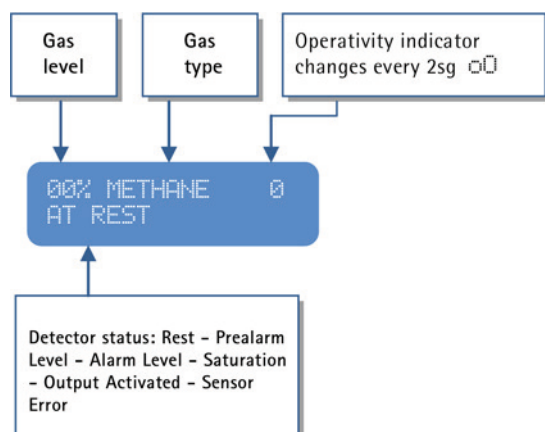 Gas
level
Gas
type
Operativity indicator
changes every 2sg oO
00% METHANE 0
AT REST
Detector status: Rest – Prealarm
Level – Alarm Level – Saturation
– Output Activated – Sensor
Error